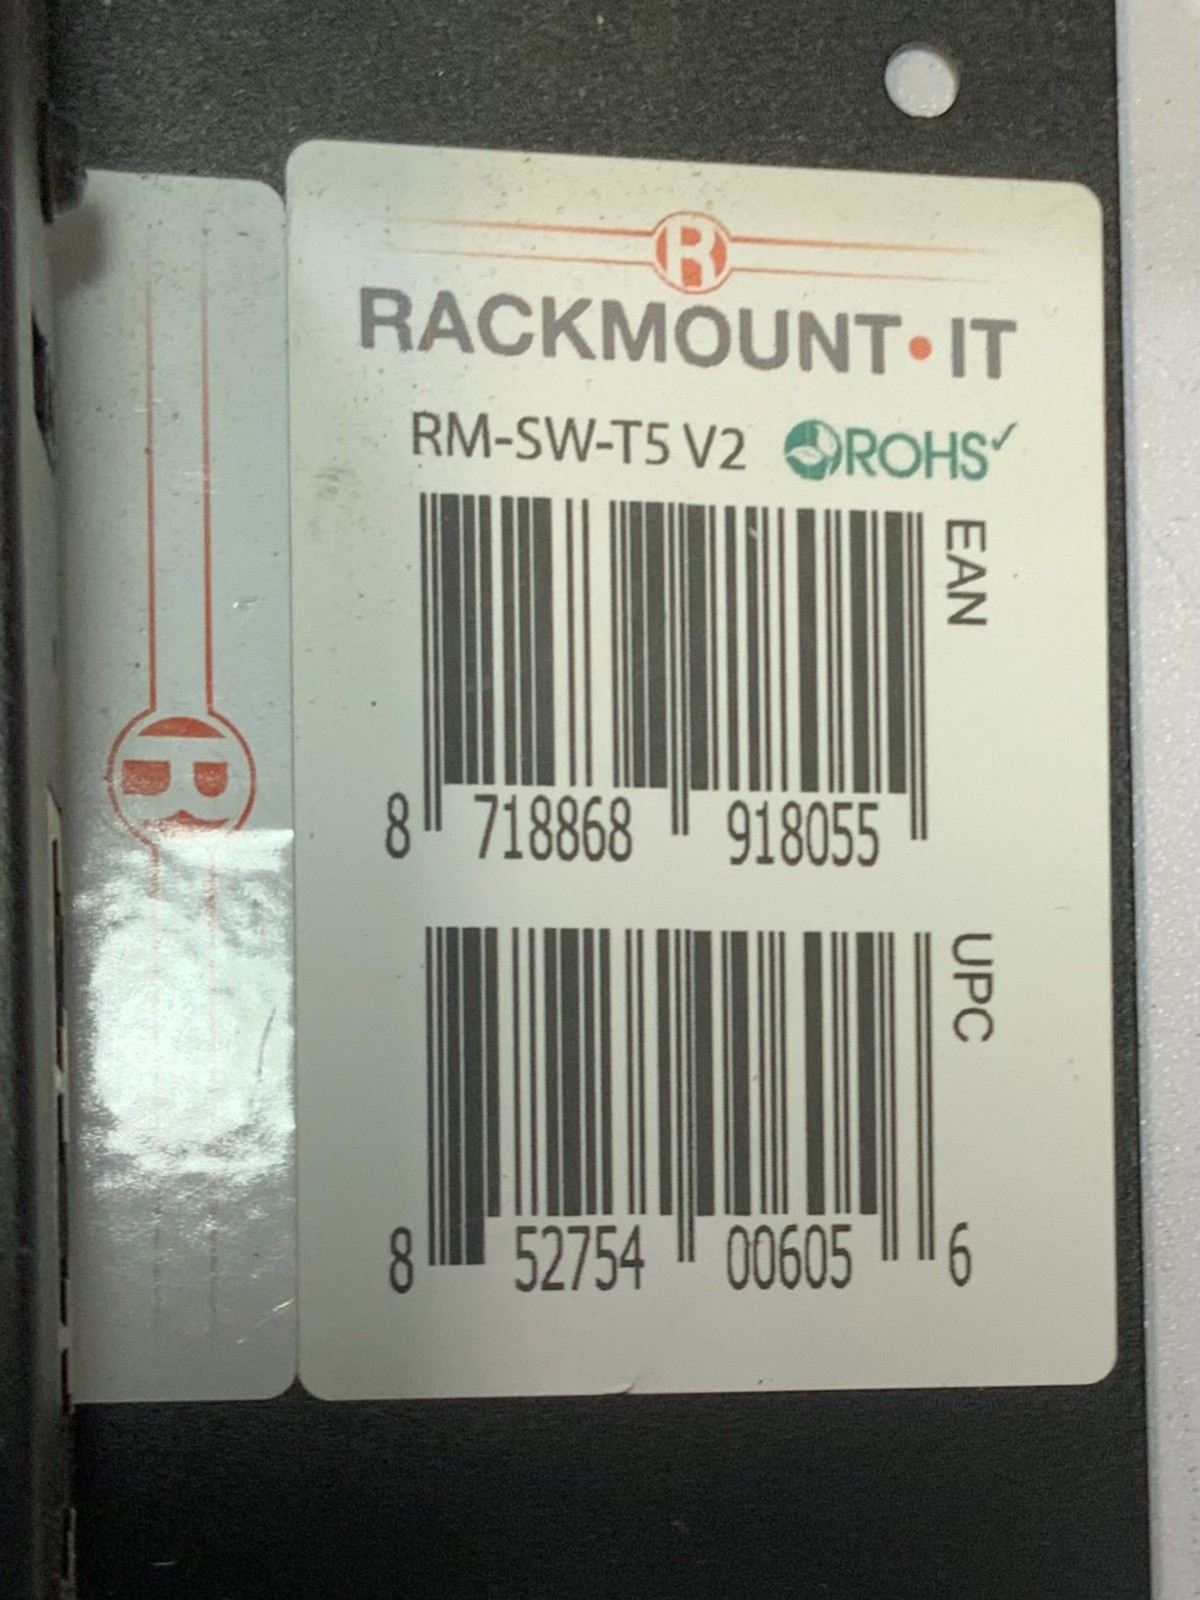 R
RACKMOUNT•IT
RM-SW-T5 V2 ROHS✓
EAN
8 718868 918055
UPC
8 52754 00605 6
R